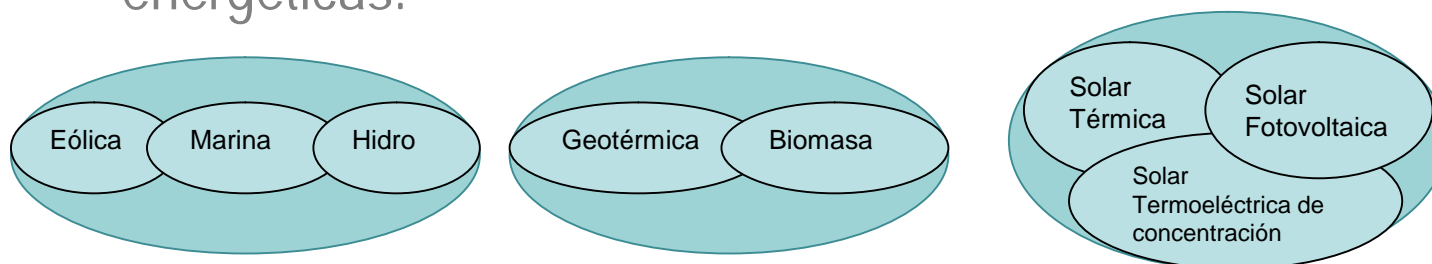 energéticas.
Eólica Marina Hidro
Geotérmica Biomasa
Solar
Térmica
Solar
Fotovoltaica
Solar
Termoeléctrica de
concentración